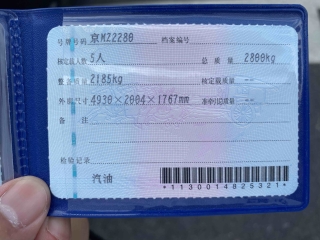 号牌号码 京MZ2280 档案编号
核定载人数 5人 总质量 2800kg
整备质量 2185kg 核定载质量 --
外廓尺寸 4930×2004×1767mm 准牵引总质量 --
备注
检验记录
汽油
*1130014825321*